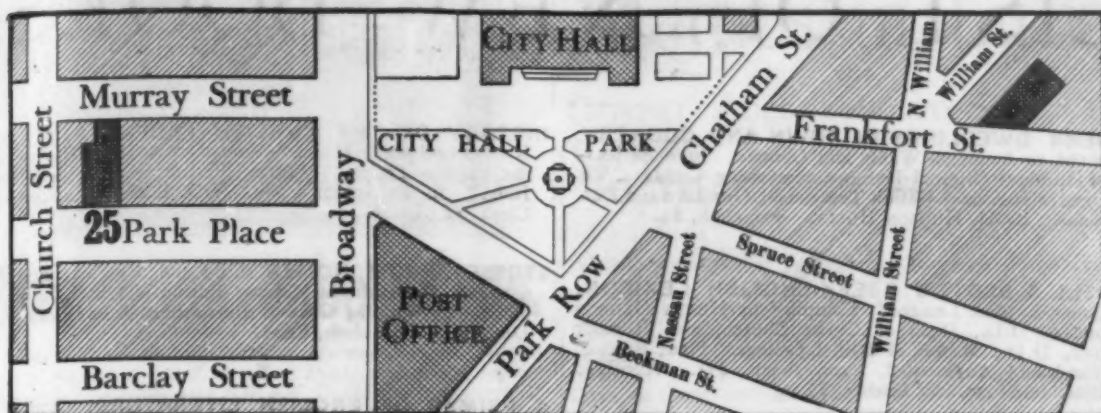 CITY HALL
Chatham St.
N. William
William St.
Murray Street
CITY HALL PARK
Frankfort St.
Church Street
Broadway
25 Park Place
Nassau Street
Spruce Street
William Street
POST
OFFICE
Park Row
Beekman St.
Barclay Street